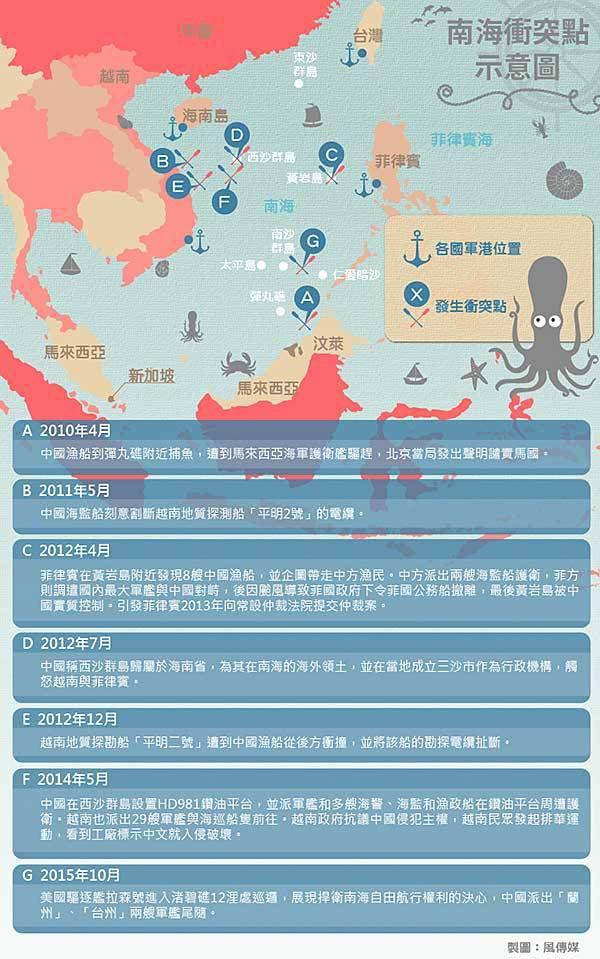 南海衝突點
示意圖
中國
台灣
越南
東沙
群島
海南島
D
B
C
西沙群島
E
黃岩島
菲律賓
菲律賓海
F
南海
南沙
群島
G
太平島
仁愛暗沙
彈丸礁
A
各國軍港位置
X
發生衝突點
馬來西亞
汶萊
新加坡
馬來西亞
A 2010年4月
中國漁船到彈丸礁附近捕魚，遭到馬來西亞海軍護衛艦驅趕，北京當局發出聲明譴責馬國。
B 2011年5月
中國海監船刻意割斷越南地質探測船「平明2號」的電纜。
C 2012年4月
菲律賓在黃岩島附近發現8艘中國漁船，並企圖帶走中方漁民。中方派出兩艘海監船護衛，菲方
則調遣國內最大軍艦與中國對峙，後因颱風導致菲國政府下令菲國公務船撤離，最後黃岩島被中
國實質控制。引發菲律賓2013年向常設仲裁法院提交仲裁案。
D 2012年7月
中國稱西沙群島歸屬於海南省，為其在南海的海外領土，並在當地成立三沙市作為行政機構，觸
怒越南與菲律賓。
E 2012年12月
越南地質探勘船「平明二號」遭到中國漁船從後方衝撞，並將該船的勘探電纜扯斷。
F 2014年5月
中國在西沙群島設置HD981鑽油平台，並派軍艦和多艘海警、海監和漁政船在鑽油平台周遭護
衛。越南也派出29艘軍艦與海巡船隻前往。越南政府抗議中國侵犯主權，越南民眾發起排華運
動，看到工廠標示中文就入侵破壞。
G 2015年10月
美國驅逐艦拉森號進入渚碧礁12浬處巡邏，展現捍衛南海自由航行權利的決心，中國派出「蘭
州」、「台州」兩艘軍艦尾隨。
製圖：風傳媒